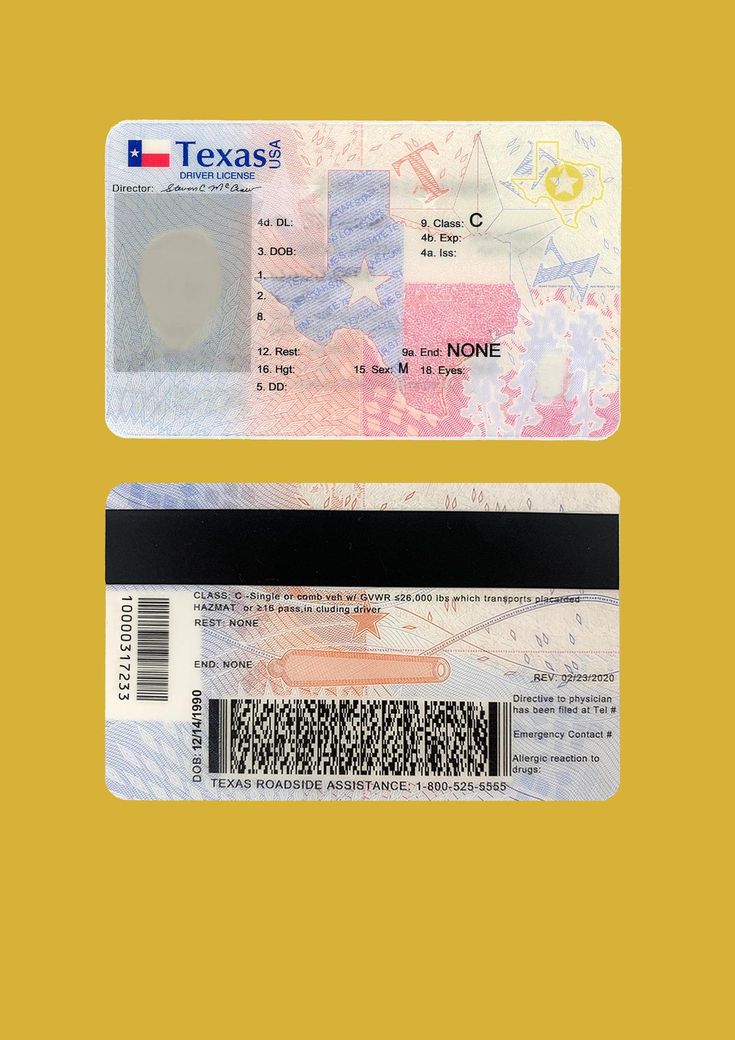 Texas USA
DRIVER LICENSE
Director: Steven C McCraw
4d. DL:
9. Class: C
4b. Exp:
3. DOB:
4a. Iss:
1.
2.
8.
12. Rest:
9a. End: NONE
16. Hgt:
15. Sex: M
18. Eyes:
5. DD:
CLASS: C -Single or comb veh w/ GVWR ≤26,000 lbs which transports placarded
HAZMAT or ≥16 pass,in cluding driver
REST: NONE
END: NONE
REV: 02/23/2020
10000317233
DOB: 12/14/1990
Directive to physician
has been filed at Tel #
Emergency Contact #
Allergic reaction to
drugs:
TEXAS ROADSIDE ASSISTANCE: 1-800-525-5555